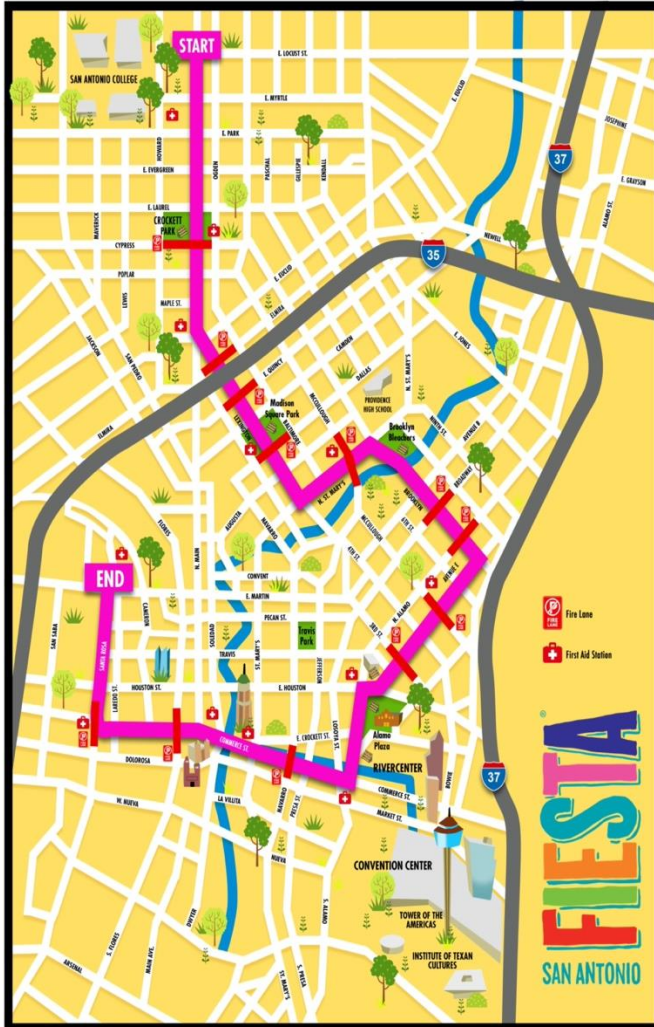 START
E. LOCUST ST.
SAN ANTONIO COLLEGE
E. MYRTLE
E. EUCLID
JOSEPHINE
E. PARK
HOWARD
OGDEN
PASCHAL
GILLESPIE
KENDALL
37
E. EVERGREEN
E. GRAYSON
ALAMO ST.
E. LAUREL
CROCKETT
PARK
MAVERICK
CYPRESS
NEWELL
35
POPLAR
LEWIS
E. EUCLID
MAPLE ST.
ELMIRA
JACKSON
SAN PEDRO
E. QUINCY
CAMDEN
DALLAS
N. ST. MARY'S
E. JONES
PROVIDENCE
HIGH SCHOOL
Madison
Square Park
MCCULLOUGH
LEXINGTON
BALTIMORE
ELMIRA
Brooklyn
Bleachers
NINTH ST.
AVENUE B
BROADWAY
BROOKLYN
N. ST. MARY'S
AUGUSTA
NAVARRO
MCCULLOUGH
6TH ST.
4TH ST.
FLORES
N. MAIN
CONVENT
AVENUE E
END
E. MARTIN
CAMERON
PECAN ST.
N. ALAMO
3RD ST.
SAN SABA
SANTA ROSA
SOLEDAD
TRAVIS
ST. MARY'S
Travis
Park
JEFFERSON
HOUSTON ST.
E. HOUSTON
LAREDO ST.
LOSOYA ST.
COMMERCE ST.
E. CROCKETT ST.
Alamo
Plaza
DOLOROSA
RIVERCENTER
BOWIE
COMMERCE ST.
MARKET ST.
37
LA VILLITA
NAVARRO
PRESA ST.
W. NUEVA
NUEVA
CONVENTION CENTER
TOWER OF THE
AMERICAS
INSTITUTE OF TEXAN
CULTURES
DWYER
S. ALAMO
S. FLORES
MAIN AVE.
ARSENAL
ST. MARY'S
S. PRESA
FIRE LANE
Fire Lane
First Aid Station
FIESTA
SAN ANTONIO